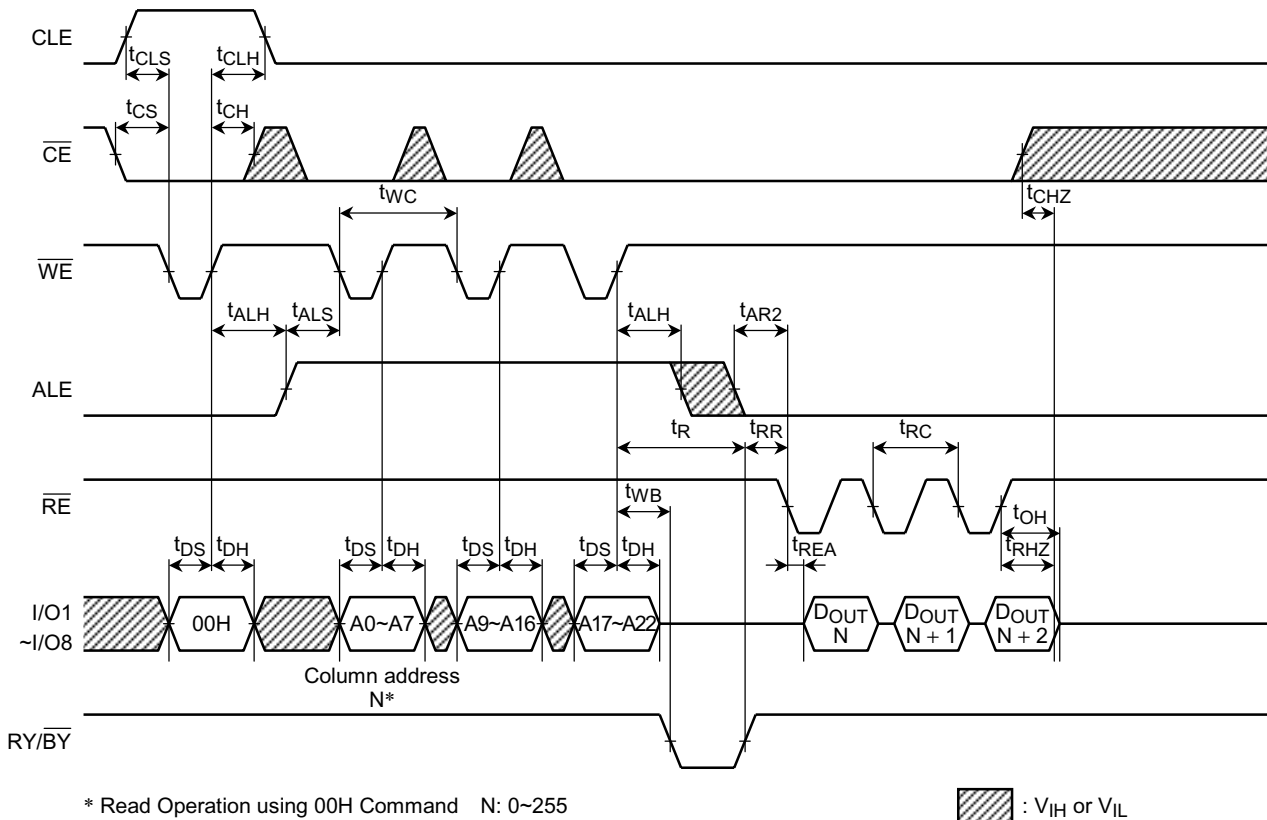 CLE
tCLS tCLH
tCS tCH
CE
tCHZ
tWC
WE
tALH tALS tALH tAR2
ALE
tR tRR tRC
RE
tWB tOH
tDS tDH tDS tDH tDS tDH tDS tDH tREA tRHZ
I/O1
~I/O8
00H A0~A7 A9~A16 A17~A22
DOUT
N
DOUT
N + 1
DOUT
N + 2
Column address
N*
RY/BY
* Read Operation using 00H Command N: 0~255
: VIH or VIL